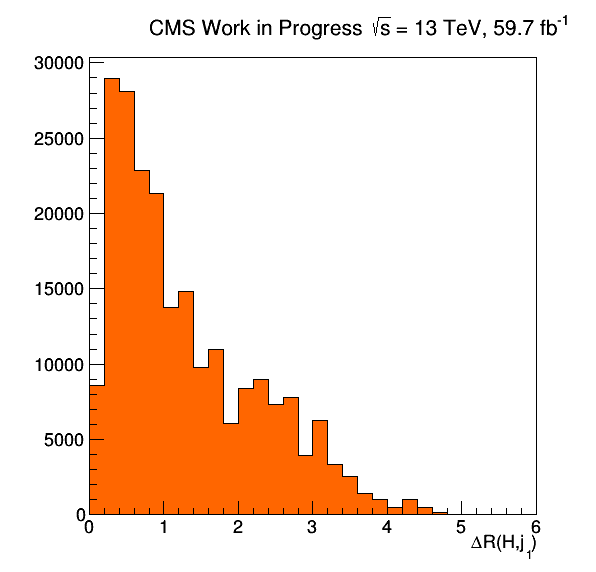 CMS Work in Progress √s = 13 TeV, 59.7 fb⁻¹
30000
25000
20000
15000
10000
5000
0
0 1 2 3 4 5 6
ΔR(H,j₁)